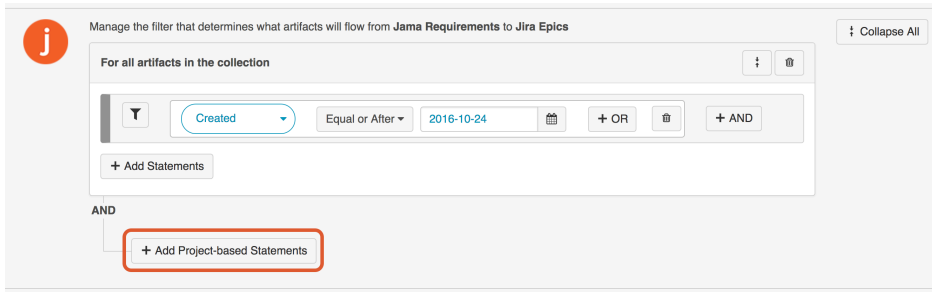 j
Manage the filter that determines what artifacts will flow from Jama Requirements to Jira Epics
Collapse All
For all artifacts in the collection
Created Equal or After 2016-10-24 + OR + AND
+ Add Statements
AND
+ Add Project-based Statements